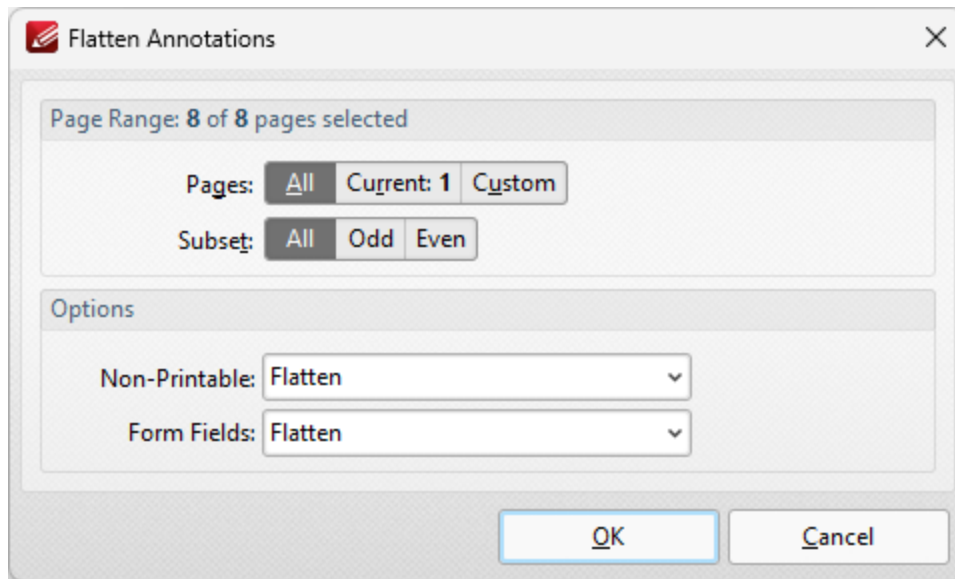 Flatten Annotations
Page Range: 8 of 8 pages selected
Pages: All Current: 1 Custom
Subset: All Odd Even
Options
Non-Printable: Flatten
Form Fields: Flatten
OK Cancel